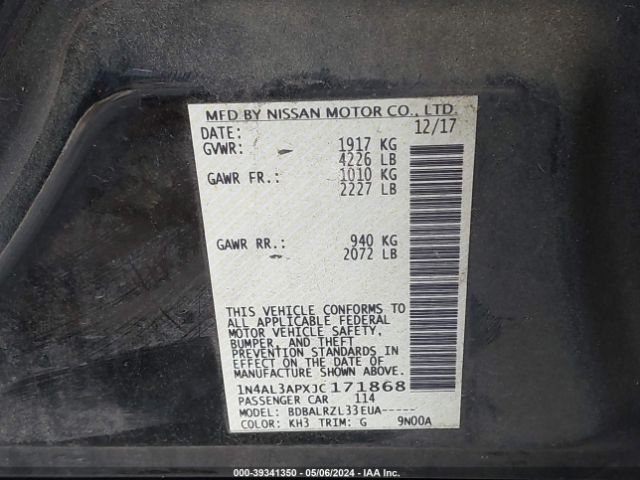 MFD BY NISSAN MOTOR CO., LTD.
DATE: 12/17
GVWR: 1917 KG
4226 LB
GAWR FR.: 1010 KG
2227 LB
GAWR RR.: 940 KG
2072 LB
THIS VEHICLE CONFORMS TO
ALL APPLICABLE FEDERAL
MOTOR VEHICLE SAFETY,
BUMPER, AND THEFT
PREVENTION STANDARDS IN
EFFECT ON THE DATE OF
MANUFACTURE SHOWN ABOVE.
1N4AL3APXJC171868
PASSENGER CAR 114
MODEL: BDBALRZL33EUA-----
COLOR: KH3 TRIM: G 9N00A
000-39341350 - 05/06/2024 - IAA Inc.